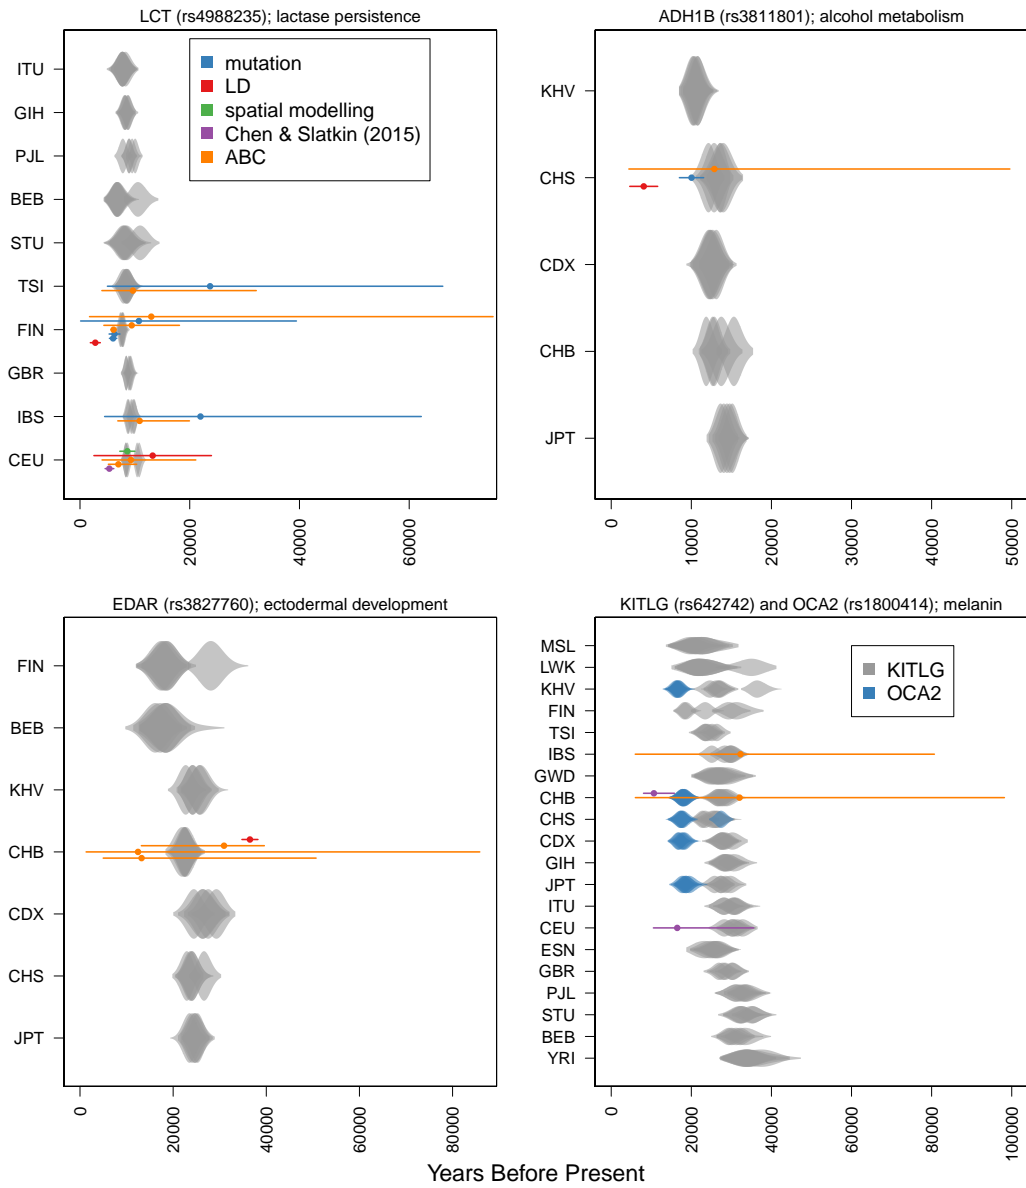 LCT (rs4988235); lactase persistence
ITU
GIH
PJL
BEB
STU
TSI
FIN
GBR
IBS
CEU
mutation
LD
spatial modelling
Chen & Slatkin (2015)
ABC
0
20000
40000
60000
ADH1B (rs3811801); alcohol metabolism
KHV
CHS
CDX
CHB
JPT
0
10000
20000
30000
40000
50000
EDAR (rs3827760); ectodermal development
FIN
BEB
KHV
CHB
CDX
CHS
JPT
0
20000
40000
60000
80000
KITLG (rs642742) and OCA2 (rs1800414); melanin
MSL
LWK
KHV
FIN
TSI
IBS
GWD
CHB
CHS
CDX
GIH
JPT
ITU
CEU
ESN
GBR
PJL
STU
BEB
YRI
KITLG
OCA2
0
20000
40000
60000
80000
100000
Years Before Present